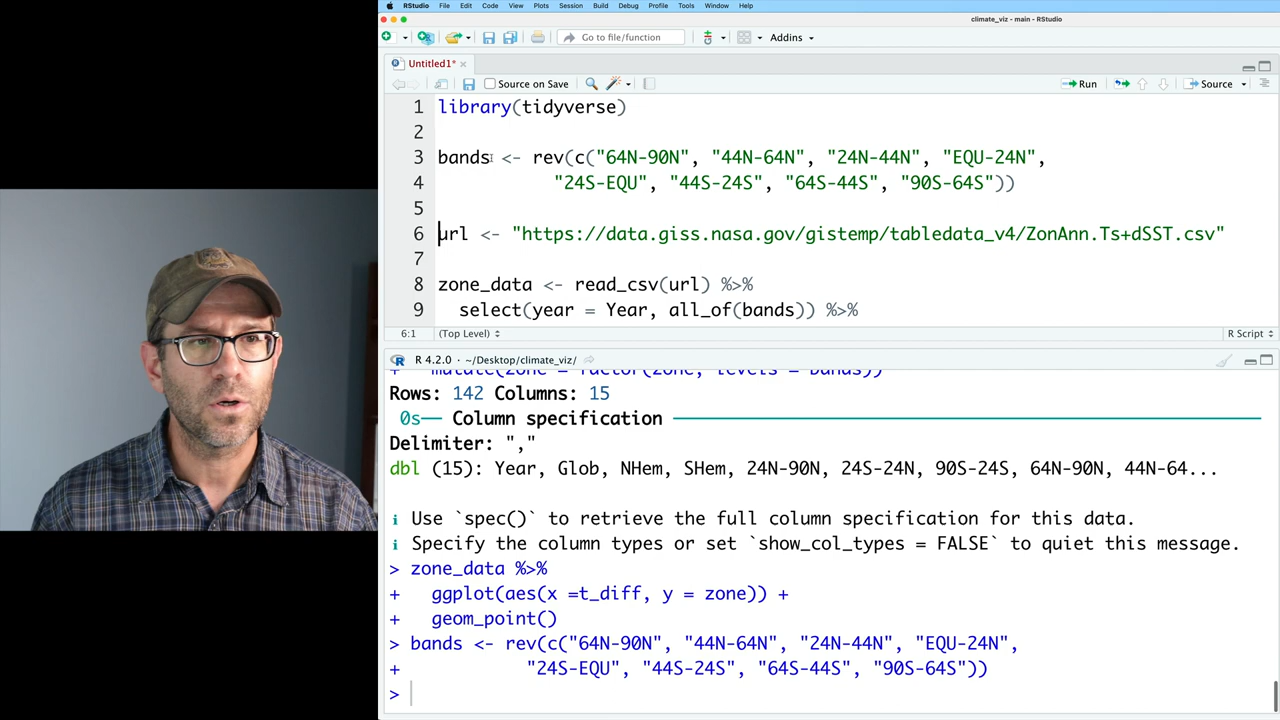 RStudio File Edit Code View Plots Session Build Debug Profile Tools Window Help
climate_viz - main - RStudio
Go to file/function Addins
Untitled1*
Source on Save Run Source
1 library(tidyverse)
2
3 bands <- rev(c("64N-90N", "44N-64N", "24N-44N", "EQU-24N",
4 "24S-EQU", "44S-24S", "64S-44S", "90S-64S"))
5
6 url <- "https://data.giss.nasa.gov/gistemp/tabledata_v4/ZonAnn.Ts+dSST.csv"
7
8 zone_data <- read_csv(url) %>%
9 select(year = Year, all_of(bands)) %>%
6:1 (Top Level) R Script
R 4.2.0 · ~/Desktop/climate_viz/
+ mutate(zone = factor(zone, levels = bands))
Rows: 142 Columns: 15
0s── Column specification
Delimiter: ","
dbl (15): Year, Glob, NHem, SHem, 24N-90N, 24S-24N, 90S-24S, 64N-90N, 44N-64...
ℹ Use `spec()` to retrieve the full column specification for this data.
ℹ Specify the column types or set `show_col_types = FALSE` to quiet this message.
> zone_data %>%
+ ggplot(aes(x =t_diff, y = zone)) +
+ geom_point()
> bands <- rev(c("64N-90N", "44N-64N", "24N-44N", "EQU-24N",
+ "24S-EQU", "44S-24S", "64S-44S", "90S-64S"))
>